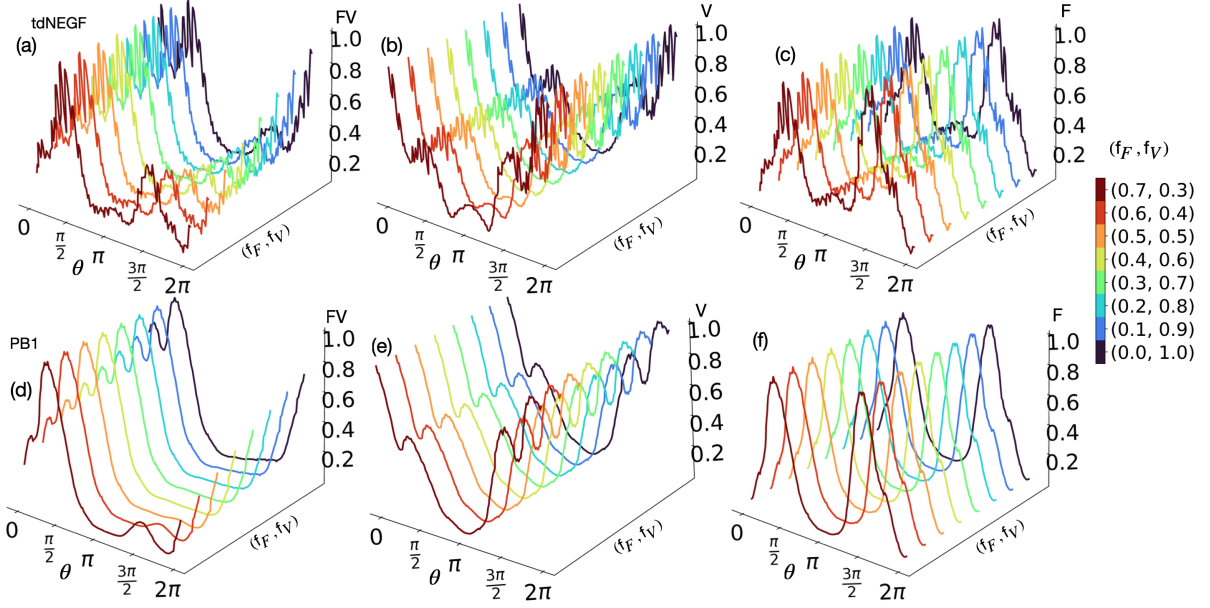 tdNEGF
(a)
FV
1.0
0.8
0.6
0.4
0.2
0
π/2
θ
π
3π/2
2π
(f_F, f_V)
(b)
V
1.0
0.8
0.6
0.4
0.2
0
π/2
θ
π
3π/2
2π
(f_F, f_V)
(c)
F
1.0
0.8
0.6
0.4
0.2
0
π/2
θ
π
3π/2
2π
(f_F, f_V)
(f_F, f_V)
(0.7, 0.3)
(0.6, 0.4)
(0.5, 0.5)
(0.4, 0.6)
(0.3, 0.7)
(0.2, 0.8)
(0.1, 0.9)
(0.0, 1.0)
PB1
(d)
FV
1.0
0.8
0.6
0.4
0.2
0
π/2
θ
π
3π/2
2π
(f_F, f_V)
(e)
V
1.0
0.8
0.6
0.4
0.2
0
π/2
θ
π
3π/2
2π
(f_F, f_V)
(f)
F
1.0
0.8
0.6
0.4
0.2
0
π/2
θ
π
3π/2
2π
(f_F, f_V)